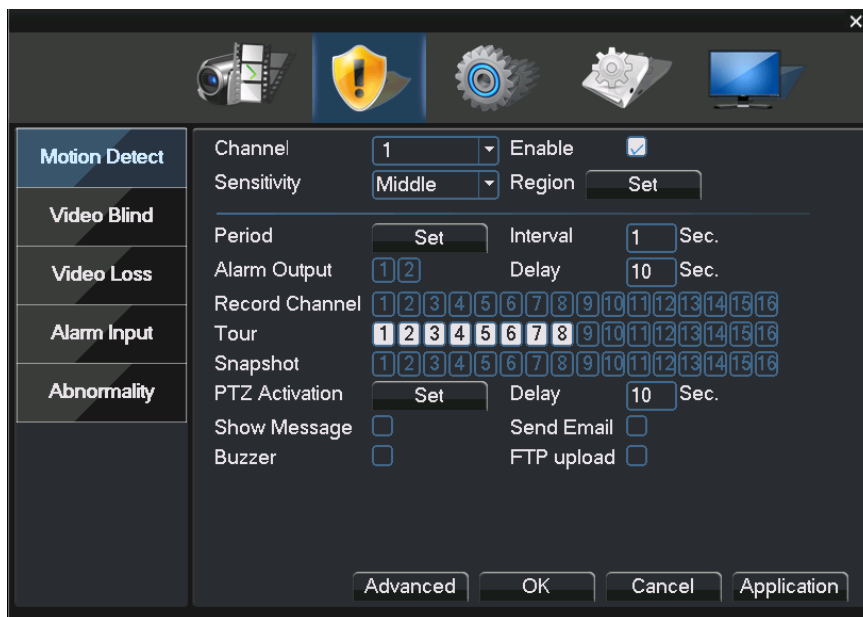 Motion Detect
Video Blind
Video Loss
Alarm Input
Abnormality
Channel 1 Enable
Sensitivity Middle Region Set
Period Set Interval 1 Sec.
Alarm Output 1 2 Delay 10 Sec.
Record Channel 1 2 3 4 5 6 7 8 9 10 11 12 13 14 15 16
Tour 1 2 3 4 5 6 7 8 9 10 11 12 13 14 15 16
Snapshot 1 2 3 4 5 6 7 8 9 10 11 12 13 14 15 16
PTZ Activation Set Delay 10 Sec.
Show Message Send Email
Buzzer FTP upload
Advanced OK Cancel Application